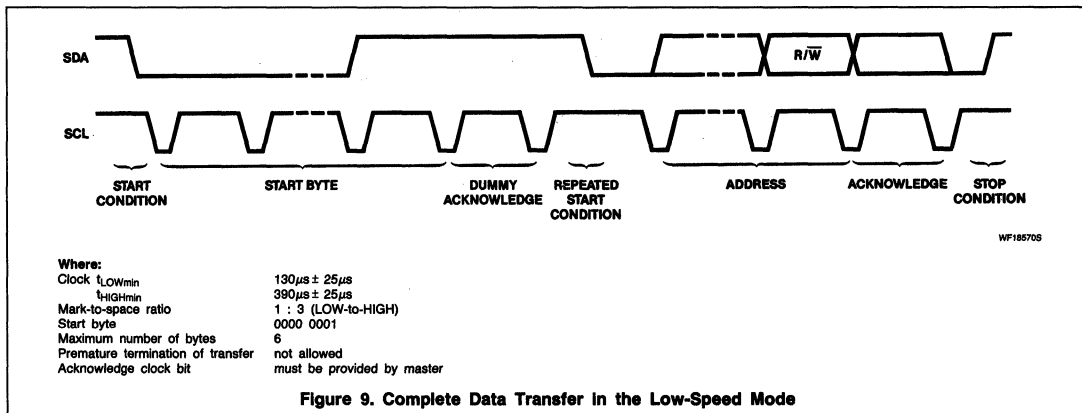 SDA
R/W̅
SCL
START CONDITION
START BYTE
DUMMY ACKNOWLEDGE
REPEATED START CONDITION
ADDRESS
ACKNOWLEDGE
STOP CONDITION
WF18570S
Where:
Clock tLOWmin 130μs ± 25μs
tHIGHmin 390μs ± 25μs
Mark-to-space ratio 1 : 3 (LOW-to-HIGH)
Start byte 0000 0001
Maximum number of bytes 6
Premature termination of transfer not allowed
Acknowledge clock bit must be provided by master
Figure 9. Complete Data Transfer in the Low-Speed Mode